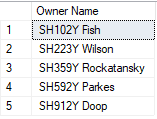 Owner Name
1 SH102Y Fish
2 SH223Y Wilson
3 SH359Y Rockatansky
4 SH592Y Parkes
5 SH912Y Doop